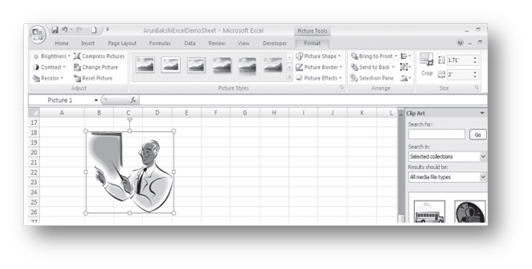 ArunBakshiExcelDemoSheet - Microsoft Excel
Picture Tools
Home Insert Page Layout Formulas Data Review View Developer Format
Brightness
Compress Pictures
Picture Shape
Bring to Front
1.71"
Contrast
Change Picture
Picture Border
Send to Back
Crop
2"
Recolor
Reset Picture
Picture Effects
Selection Pane
Adjust
Picture Styles
Arrange
Size
Picture 1
fx
Clip Art
A B C D E F G H I J K L
Search for:
Go
Search in:
Selected collections
Results should be:
All media file types
17
18
19
20
21
22
23
24
25
26